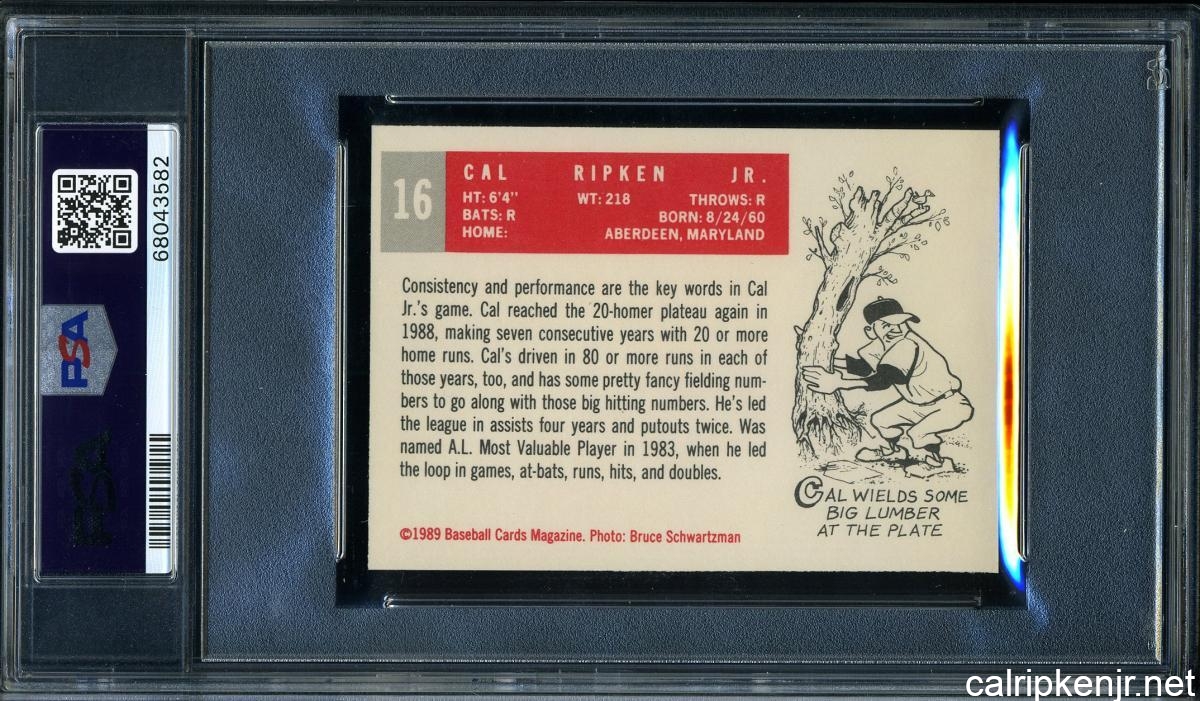 68043582
PSA
PSA
16
CAL RIPKEN JR.
HT: 6'4" WT: 218 THROWS: R
BATS: R BORN: 8/24/60
HOME: ABERDEEN, MARYLAND
Consistency and performance are the key words in Cal
Jr.'s game. Cal reached the 20-homer plateau again in
1988, making seven consecutive years with 20 or more
home runs. Cal's driven in 80 or more runs in each of
those years, too, and has some pretty fancy fielding num-
bers to go along with those big hitting numbers. He's led
the league in assists four years and putouts twice. Was
named A.L. Most Valuable Player in 1983, when he led
the loop in games, at-bats, runs, hits, and doubles.
©1989 Baseball Cards Magazine. Photo: Bruce Schwartzman
CAL WIELDS SOME
BIG LUMBER
AT THE PLATE
calripkenjr.net